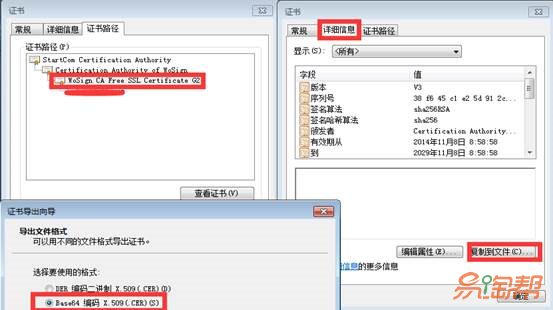 证书
常规
详细信息
证书路径
证书路径(P)
StartCom Certification Authority
Certification Authority of WoSign
WoSign CA Free SSL Certificate G2
查看证书(V)
证书导出向导
导出文件格式
可以用不同的文件格式导出证书。
选择要使用的格式:
DER 编码二进制 X.509(.CER)(D)
Base64 编码 X.509(.CER)(S)
证书
常规
详细信息
证书路径
显示(S):
<所有>
字段
值
版本
V3
序列号
38 f6 45 c1 e2 5d 91 2c...
签名算法
sha256RSA
签名哈希算法
sha256
颁发者
Certification Authority...
有效期从
2014年11月8日 8:58:58
到
2029年11月8日 8:58:58
编辑属性(E)...
复制到文件(C)...
信息的更多信息
确定
易淘帮